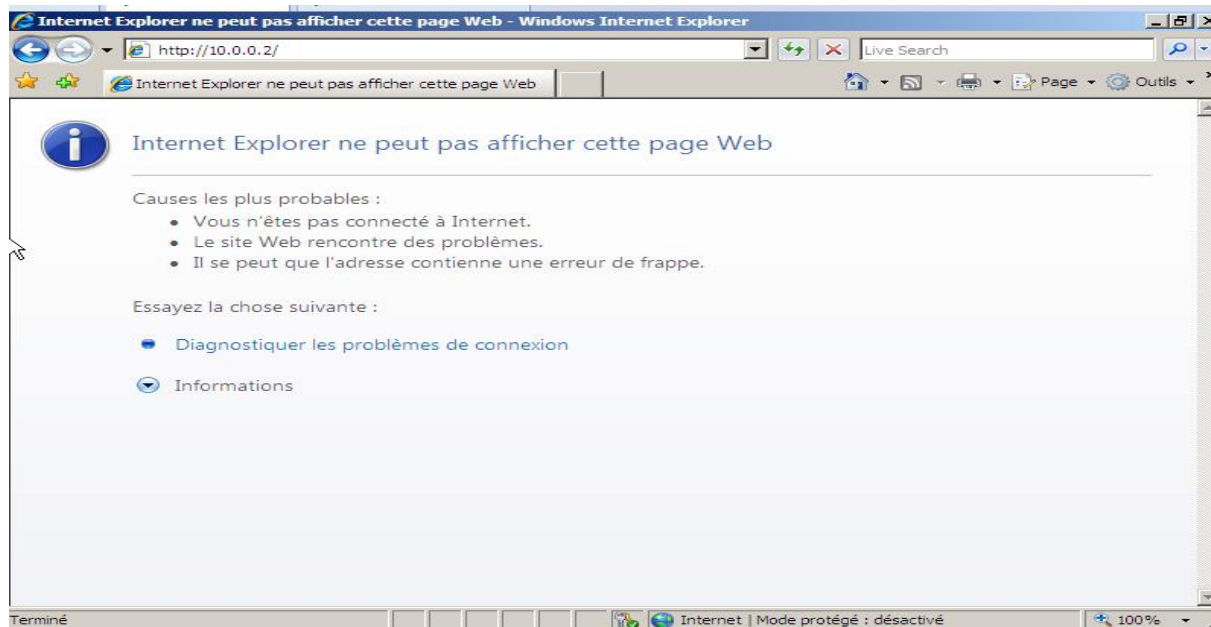 Internet Explorer ne peut pas afficher cette page Web - Windows Internet Explorer
http://10.0.0.2/
Live Search
Internet Explorer ne peut pas afficher cette page Web
Page
Outils
Internet Explorer ne peut pas afficher cette page Web
Causes les plus probables :
• Vous n'êtes pas connecté à Internet.
• Le site Web rencontre des problèmes.
• Il se peut que l'adresse contienne une erreur de frappe.
Essayez la chose suivante :
Diagnostiquer les problèmes de connexion
Informations
Terminé
Internet | Mode protégé : désactivé
100%